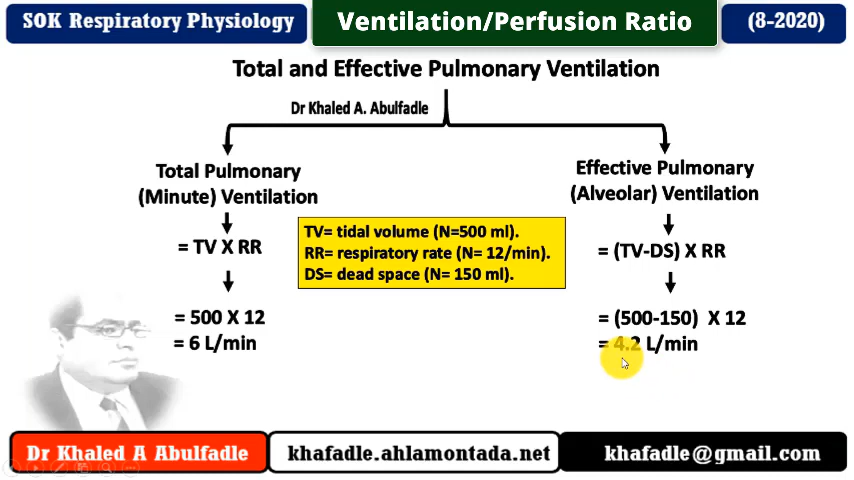 SOK Respiratory Physiology
Ventilation/Perfusion Ratio
(8-2020)
Total and Effective Pulmonary Ventilation
Dr Khaled A. Abulfadle
Total Pulmonary
(Minute) Ventilation
= TV X RR
= 500 X 12
= 6 L/min
TV= tidal volume (N=500 ml).
RR= respiratory rate (N= 12/min).
DS= dead space (N= 150 ml).
Effective Pulmonary
(Alveolar) Ventilation
= (TV-DS) X RR
= (500-150) X 12
= 4.2 L/min
Dr Khaled A Abulfadle
khafadle.ahlamontada.net
khafadle@gmail.com